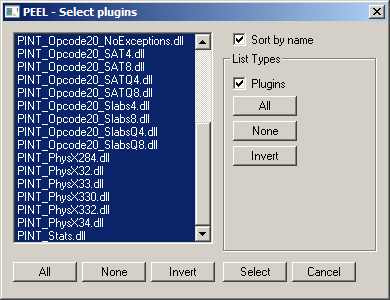 PEEL - Select plugins
PINT_Opcode20_NoExceptions.dll
PINT_Opcode20_SAT4.dll
PINT_Opcode20_SAT8.dll
PINT_Opcode20_SATQ4.dll
PINT_Opcode20_SATQ8.dll
PINT_Opcode20_Slabs4.dll
PINT_Opcode20_Slabs8.dll
PINT_Opcode20_SlabsQ4.dll
PINT_Opcode20_SlabsQ8.dll
PINT_PhysX284.dll
PINT_PhysX32.dll
PINT_PhysX33.dll
PINT_PhysX330.dll
PINT_PhysX332.dll
PINT_PhysX34.dll
PINT_Stats.dll
Sort by name
List Types
Plugins
All
None
Invert
All None Invert Select Cancel